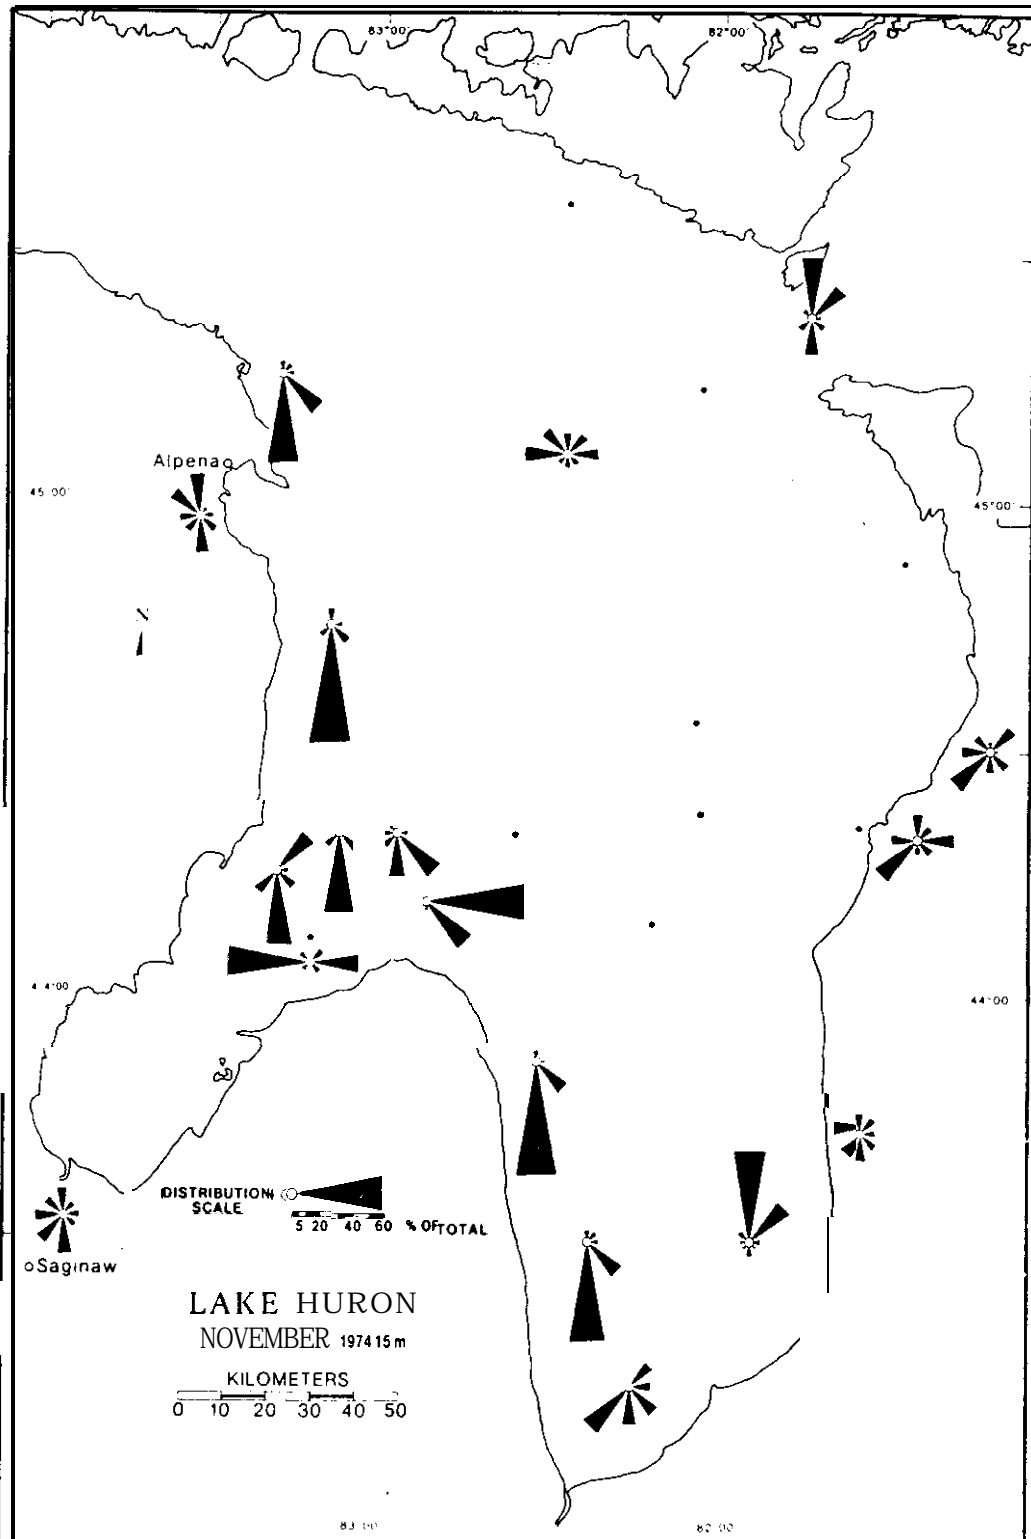 83°00'
82°00'
Alpena
45°00'
45°00'
44°00
44°00
DISTRIBUTION
SCALE
5 20 40 60 % OF TOTAL
Saginaw
LAKE HURON
NOVEMBER 1974 15 m
KILOMETERS
0 10 20 30 40 50
83°00
82°00